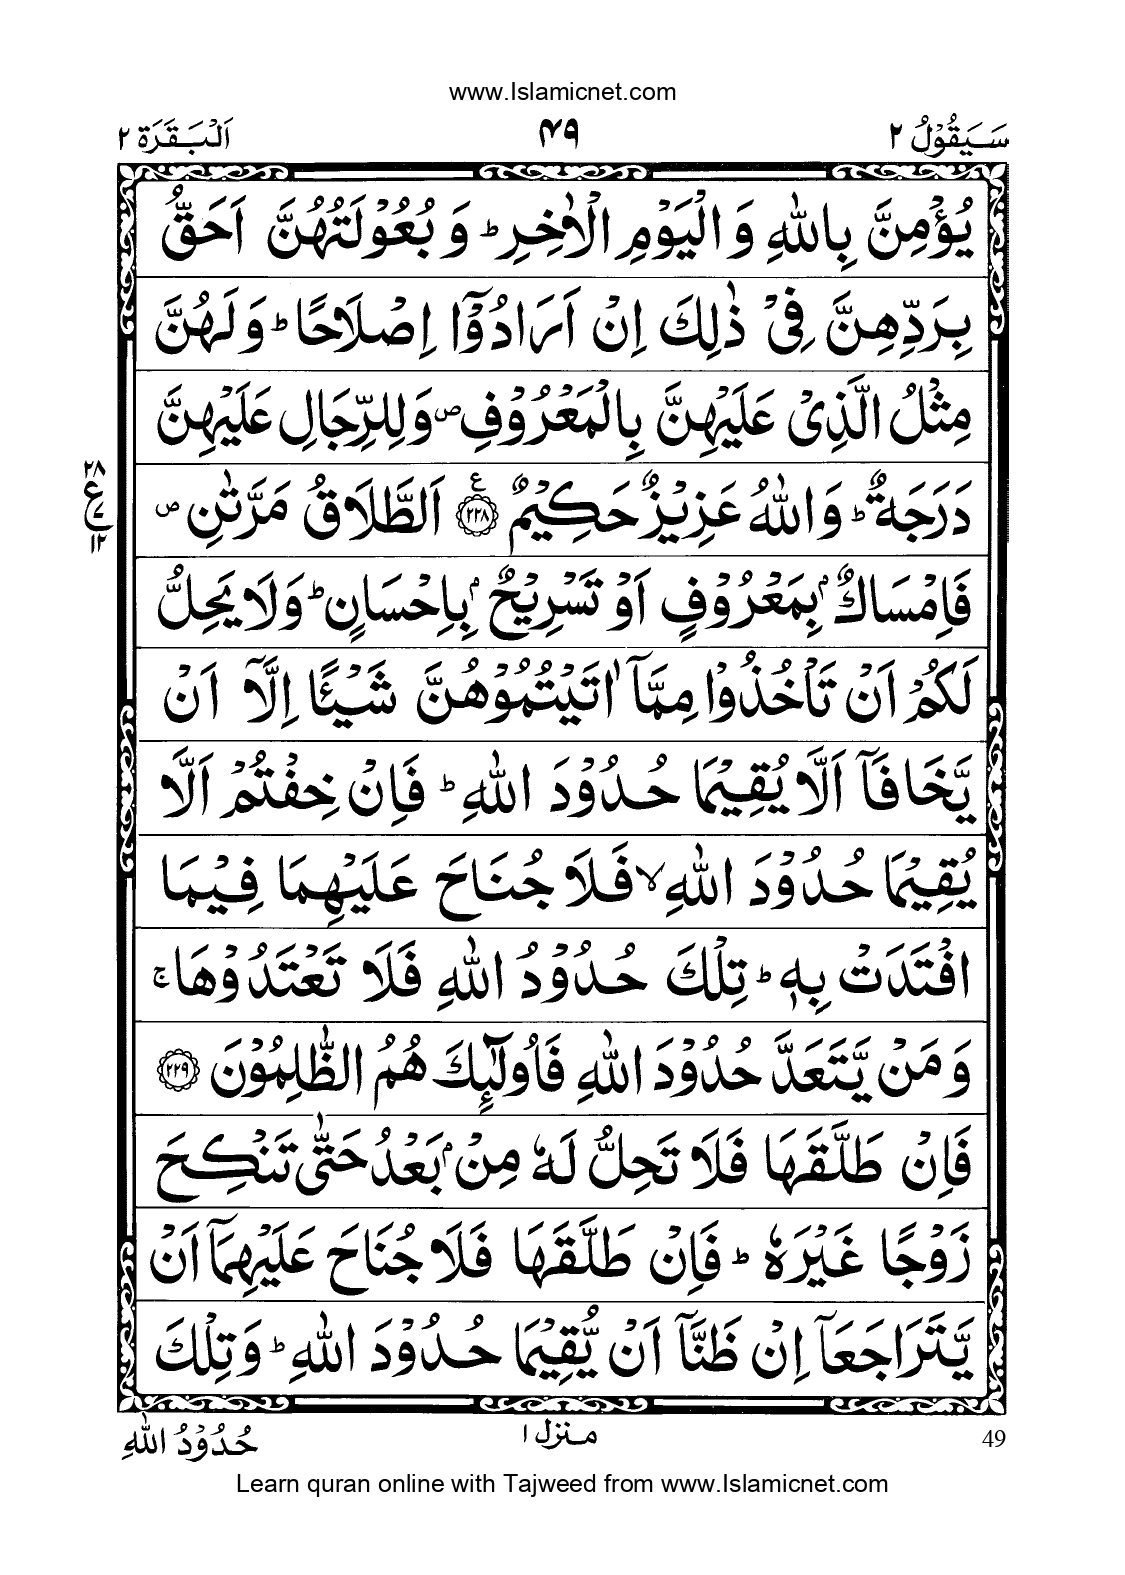 www.Islamicnet.com
سَيَقُوْلُ ٢ ٤٩ اَلْبَقَرَة ٢
يُؤْمِنَّ بِاللّٰهِ وَ الْيَوْمِ الْاٰخِرِ ؕ وَ بُعُوْلَتُهُنَّ اَحَقُّ
بِرَدِّهِنَّ فِىْ ذٰلِكَ اِنْ اَرَادُوْٓا اِصْلَاحًا ؕ وَ لَهُنَّ
مِثْلُ الَّذِىْ عَلَيْهِنَّ بِالْمَعْرُوْفِ ۪ وَلِلرِّجَالِ عَلَيْهِنَّ
دَرَجَةٌ ؕ وَاللّٰهُ عَزِيْزٌ حَكِيْمٌ ﴿٢٢٨﴾ ع اَلطَّلَاقُ مَرَّتٰنِ ۪
٢٨
ع
٧
١٢
فَاِمْسَاكٌۢ بِمَعْرُوْفٍ اَوْ تَسْرِيْحٌۢ بِاِحْسَانٍ ؕ وَلَا يَحِلُّ
لَكُمْ اَنْ تَاْخُذُوْا مِمَّآ اٰتَيْتُمُوْهُنَّ شَيْـًٔا اِلَّآ اَنْ
يَّخَافَآ اَلَّا يُقِيْمَا حُدُوْدَ اللّٰهِ ؕ فَاِنْ خِفْتُمْ اَلَّا
يُقِيْمَا حُدُوْدَ اللّٰهِ ۙ فَلَا جُنَاحَ عَلَيْهِمَا فِيْمَا
افْتَدَتْ بِهٖ ؕ تِلْكَ حُدُوْدُ اللّٰهِ فَلَا تَعْتَدُوْهَا ۚ
وَ مَنْ يَّتَعَدَّ حُدُوْدَ اللّٰهِ فَاُولٰٓئِكَ هُمُ الظّٰلِمُوْنَ ﴿٢٢٩﴾
فَاِنْ طَلَّقَهَا فَلَا تَحِلُّ لَهٗ مِنْۢ بَعْدُ حَتّٰى تَنْكِحَ
زَوْجًا غَيْرَهٗ ؕ فَاِنْ طَلَّقَهَا فَلَا جُنَاحَ عَلَيْهِمَآ اَنْ
يَّتَرَاجَعَآ اِنْ ظَنَّآ اَنْ يُّقِيْمَا حُدُوْدَ اللّٰهِ ؕ وَتِلْكَ
حُدُوْدُ اللّٰهِ منزل ١ 49
Learn quran online with Tajweed from www.Islamicnet.com